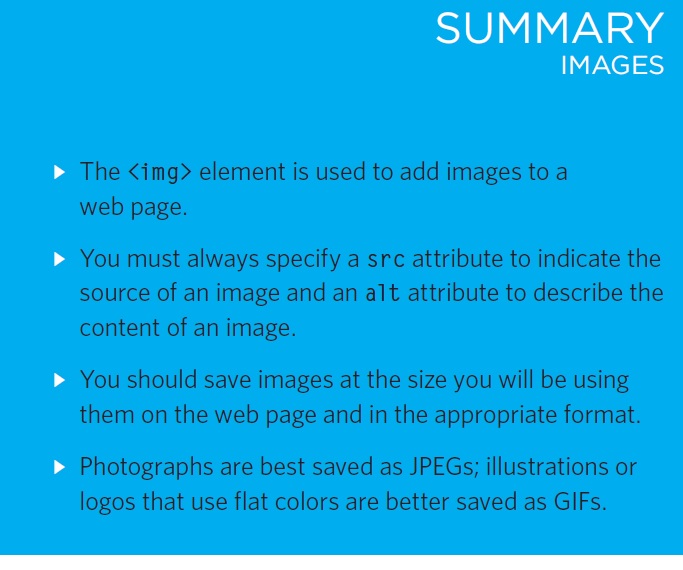 SUMMARY
IMAGES
▶ The <img> element is used to add images to a
web page.
▶ You must always specify a src attribute to indicate the
source of an image and an alt attribute to describe the
content of an image.
▶ You should save images at the size you will be using
them on the web page and in the appropriate format.
▶ Photographs are best saved as JPEGs; illustrations or
logos that use flat colors are better saved as GIFs.